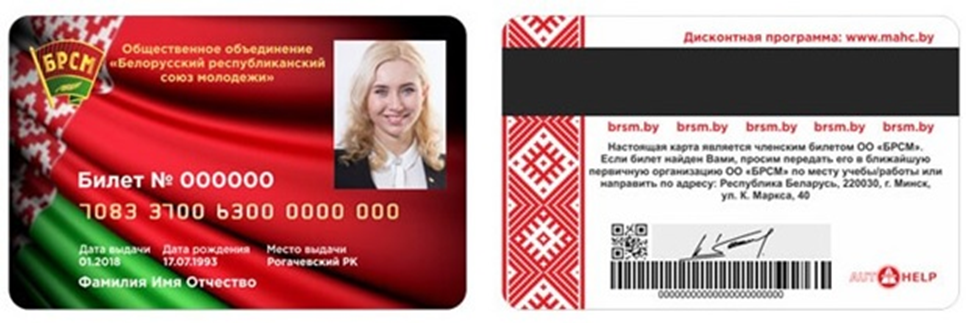 БРСМ
Общественное объединение
«Белорусский республиканский
союз молодежи»
Билет № 000000
7083 3700 6300 0000 000
Дата выдачи Дата рождения Место выдачи
01.2018 17.07.1993 Рогачевский РК
Фамилия Имя Отчество
Дисконтная программа: www.mahc.by
brsm.by brsm.by brsm.by brsm.by brsm.by
Настоящая карта является членским билетом ОО «БРСМ».
Если билет найден Вами, просим передать его в ближайшую
первичную организацию ОО «БРСМ» по месту учебы/работы или
направить по адресу: Республика Беларусь, 220030, г. Минск,
ул. К. Маркса, 40
AUTO HELP